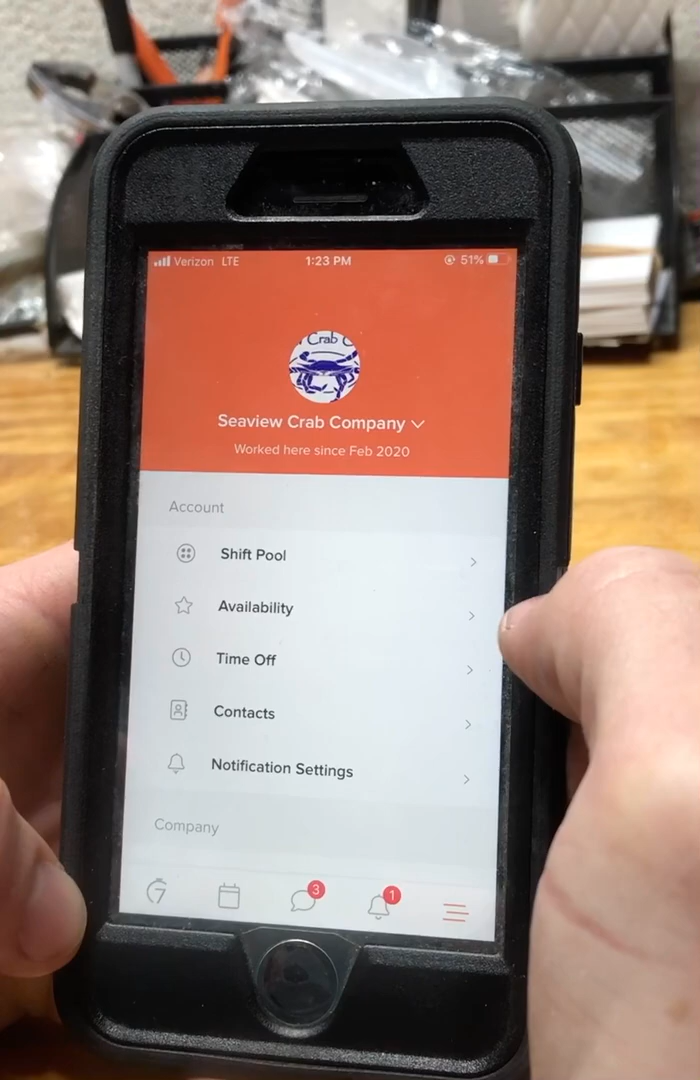 Verizon LTE 1:23 PM 51%
Crab C
Seaview Crab Company
Worked here since Feb 2020
Account
Shift Pool
Availability
Time Off
Contacts
Notification Settings
Company
7 3 1